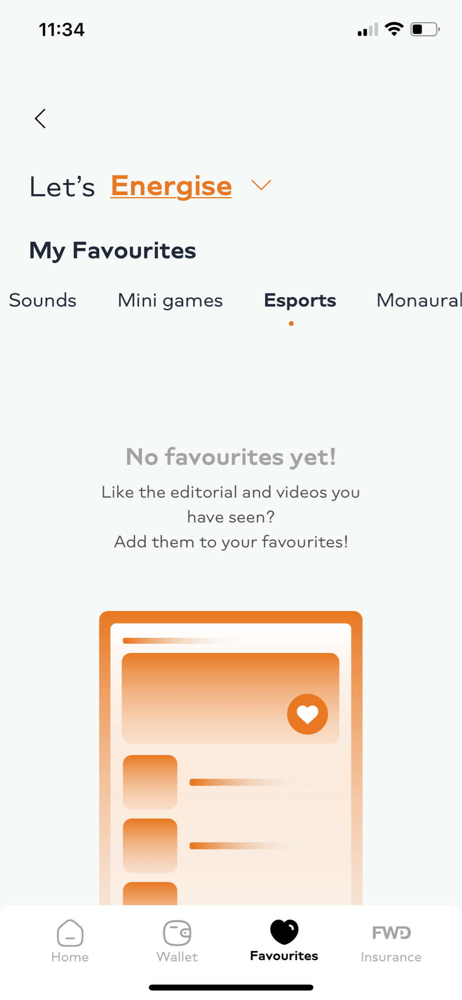 11:34
Let’s Energise
My Favourites
Sounds Mini games Esports Monaural
No favourites yet!
Like the editorial and videos you
have seen?
Add them to your favourites!
Home Wallet Favourites FWD Insurance